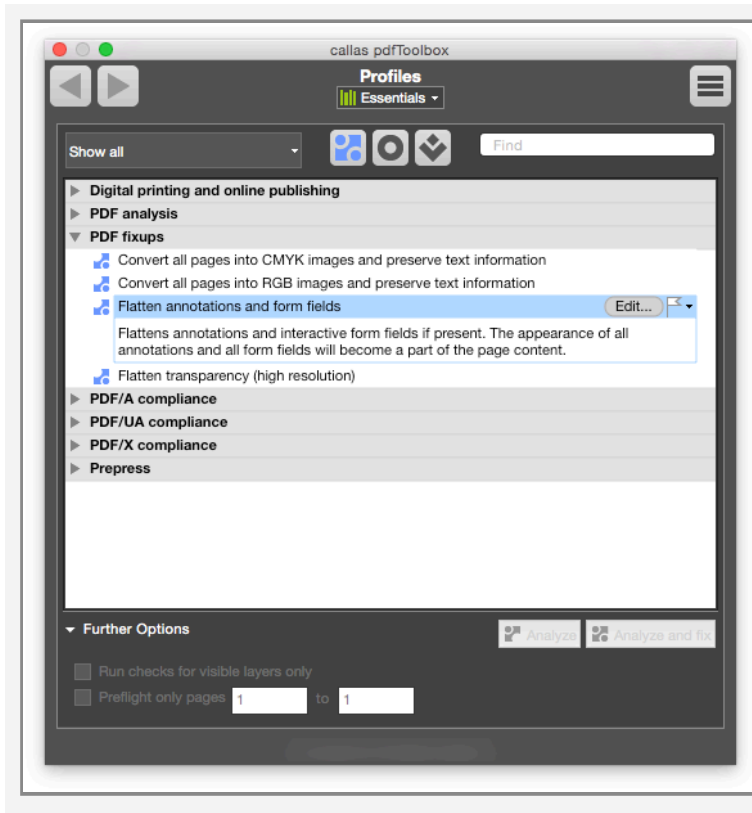 callas pdfToolbox
Profiles
Essentials
Show all
Find
Digital printing and online publishing
PDF analysis
PDF fixups
Convert all pages into CMYK images and preserve text information
Convert all pages into RGB images and preserve text information
Flatten annotations and form fields
Edit...
Flattens annotations and interactive form fields if present. The appearance of all
annotations and all form fields will become a part of the page content.
Flatten transparency (high resolution)
PDF/A compliance
PDF/UA compliance
PDF/X compliance
Prepress
Further Options
Analyze
Analyze and fix
Run checks for visible layers only
Preflight only pages 1 to 1